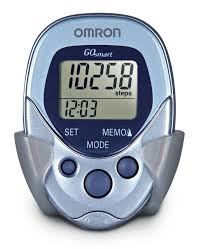 OMRON
GOsmart
10258
steps
12:03
SET MEMO▲
MODE